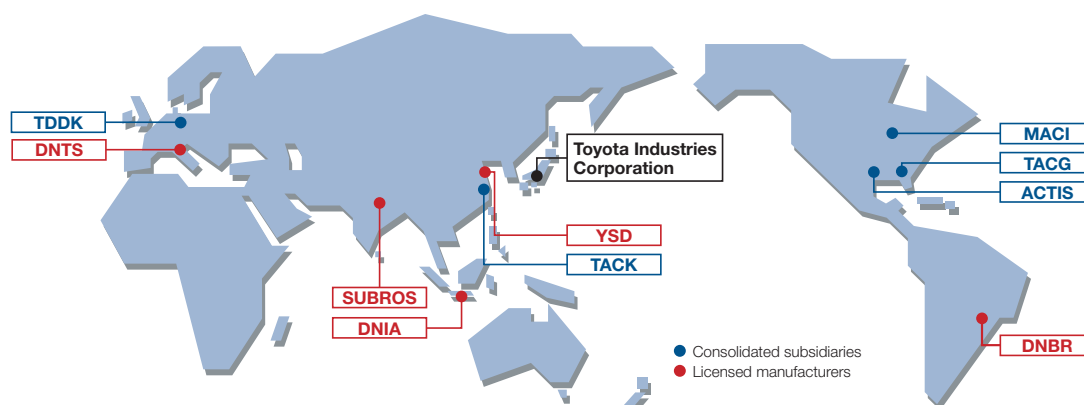 TDDK
DNTS
Toyota Industries
Corporation
MACI
TACG
ACTIS
YSD
TACK
SUBROS
DNIA
DNBR
Consolidated subsidiaries
Licensed manufacturers